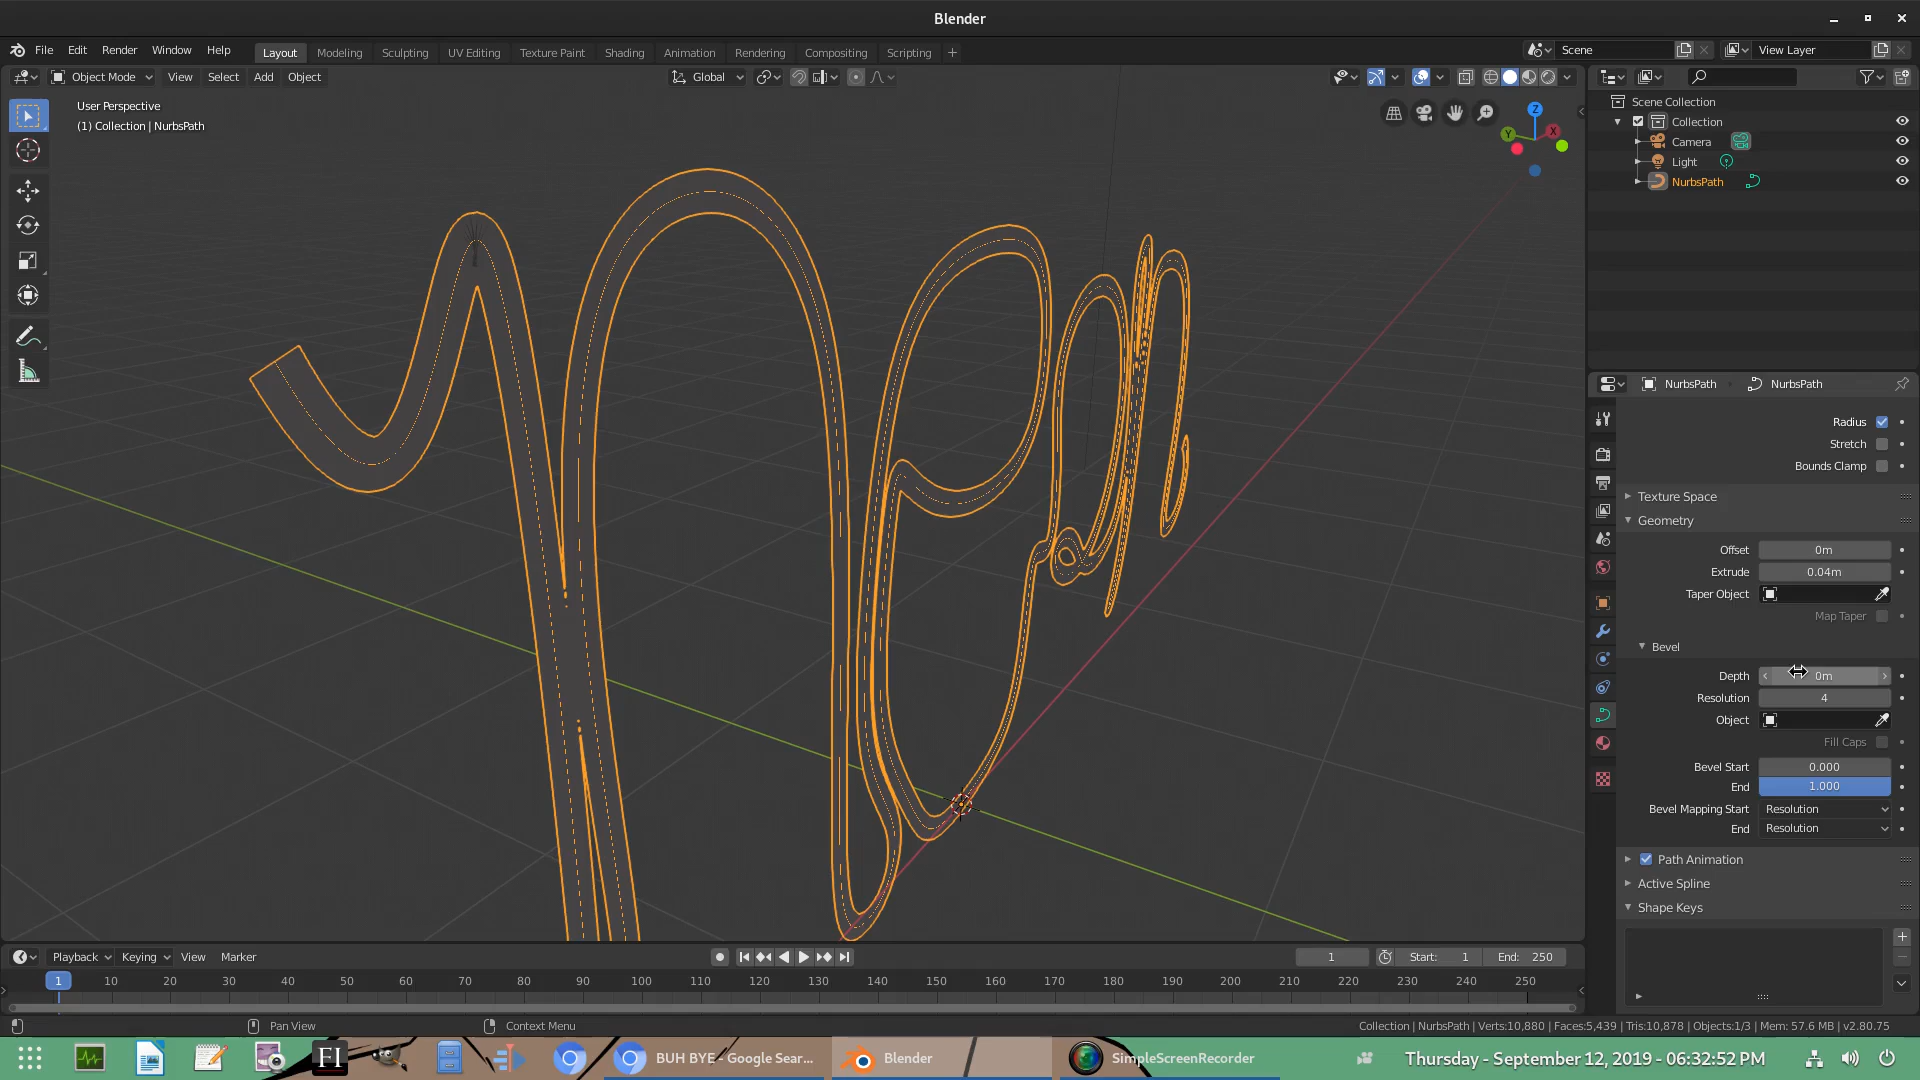 Blender
File Edit Render Window Help
Layout Modeling Sculpting UV Editing Texture Paint Shading Animation Rendering Compositing Scripting +
Scene View Layer
Object Mode View Select Add Object Global
User Perspective
(1) Collection | NurbsPath
Z
Y X
Scene Collection
Collection
Camera
Light
NurbsPath
NurbsPath NurbsPath
Radius
Stretch
Bounds Clamp
Texture Space
Geometry
Offset 0m
Extrude 0.04m
Taper Object
Map Taper
Bevel
Depth 0m
Resolution 4
Object
Fill Caps
Bevel Start 0.000
End 1.000
Bevel Mapping Start Resolution
End Resolution
Path Animation
Active Spline
Shape Keys
Playback Keying View Marker 1 Start: 1 End: 250
1 10 20 30 40 50 60 70 80 90 100 110 120 130 140 150 160 170 180 190 200 210 220 230 240 250
Pan View Context Menu Collection | NurbsPath | Verts:10,880 | Faces:5,439 | Tris:10,878 | Objects:1/3 | Mem: 57.6 MB | v2.80.75
FI BUH BYE - Google Sear... Blender SimpleScreenRecorder Thursday - September 12, 2019 - 06:32:52 PM